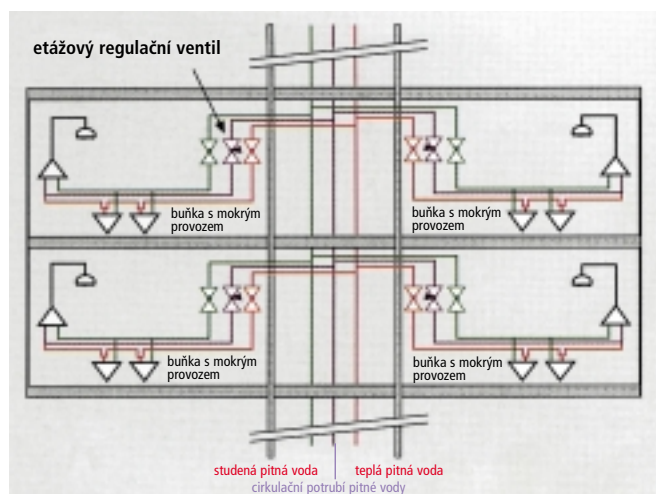 etážový regulační ventil
buňka s mokrým
provozem
buňka s mokrým
provozem
buňka s mokrým
provozem
buňka s mokrým
provozem
studená pitná voda
teplá pitná voda
cirkulační potrubí pitné vody